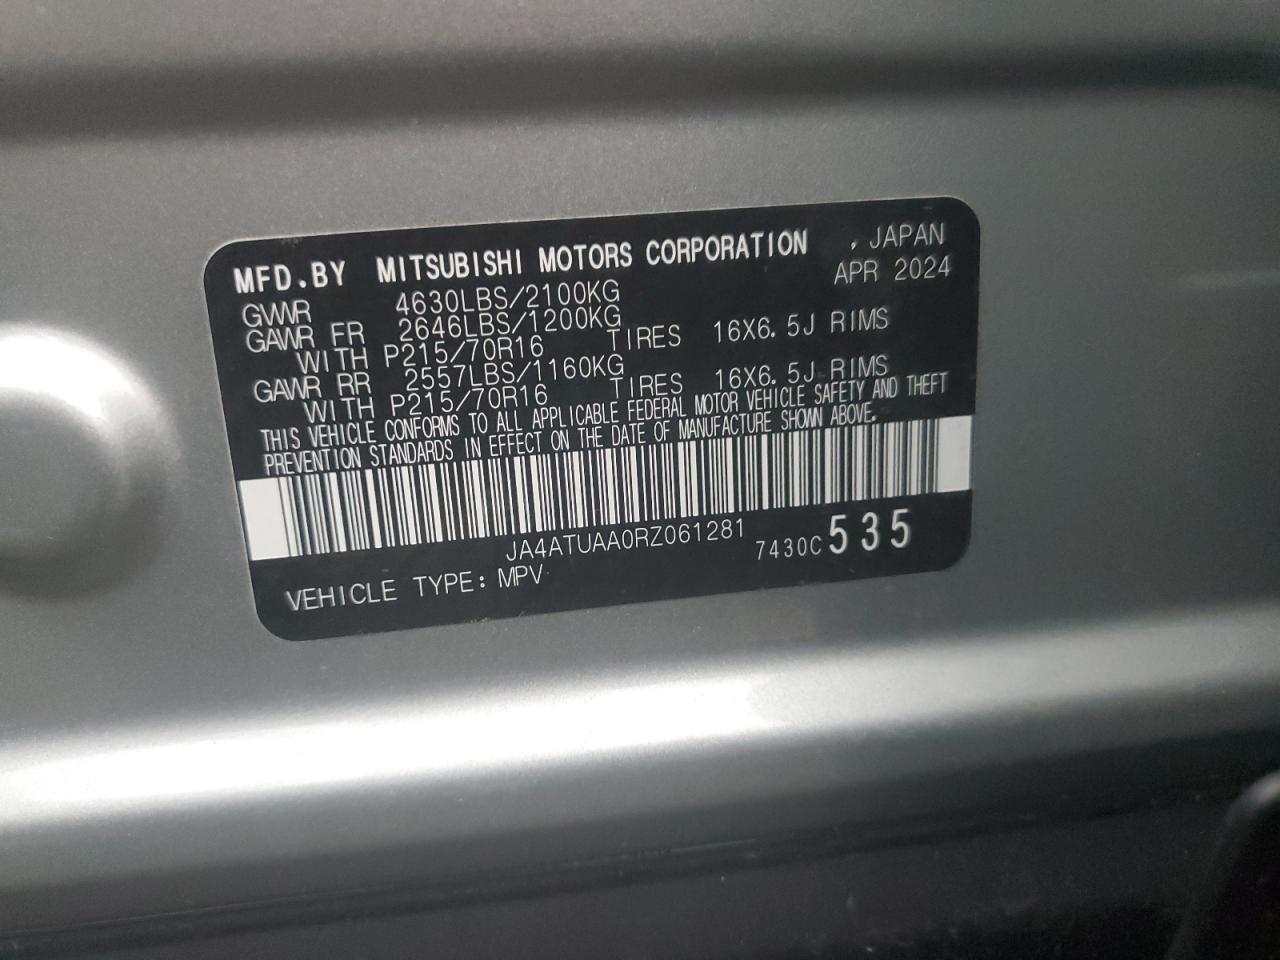 MFD.BY MITSUBISHI MOTORS CORPORATION , JAPAN
APR 2024
GVWR 4630LBS/2100KG
GAWR FR 2646LBS/1200KG
WITH P215/70R16 TIRES 16X6.5J RIMS
GAWR RR 2557LBS/1160KG
WITH P215/70R16 TIRES 16X6.5J RIMS
THIS VEHICLE CONFORMS TO ALL APPLICABLE FEDERAL MOTOR VEHICLE SAFETY AND THEFT
PREVENTION STANDARDS IN EFFECT ON THE DATE OF MANUFACTURE SHOWN ABOVE.
JA4ATUAA0RZ061281 7430C535
VEHICLE TYPE: MPV